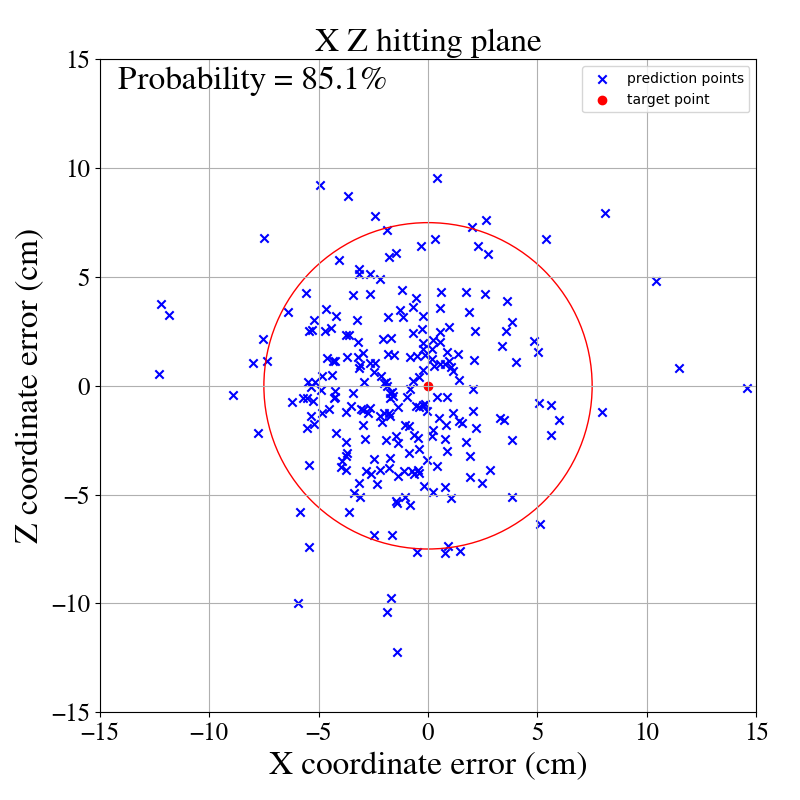 X Z hitting plane
Probability = 85.1%
prediction points
target point
15
10
5
0
−5
−10
−15
Z coordinate error (cm)
−15 −10 −5 0 5 10 15
X coordinate error (cm)